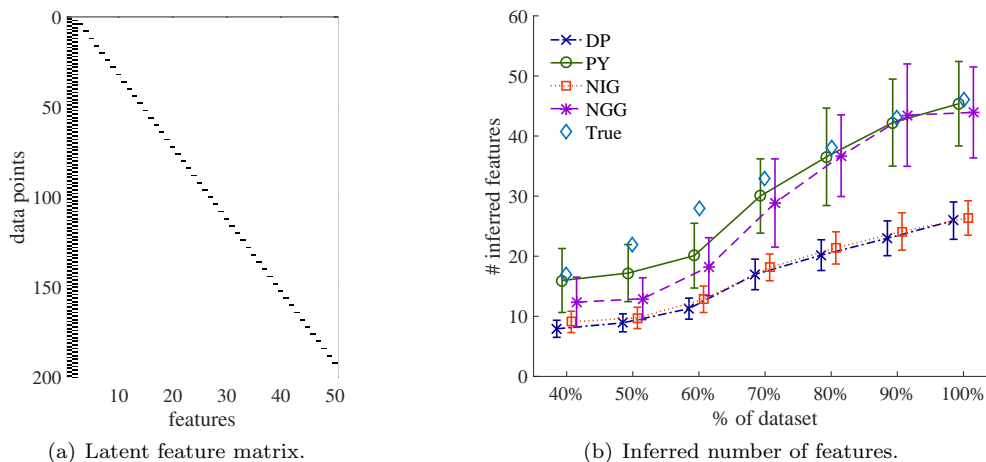 0
50
100
150
200
10 20 30 40 50
data points
features
(a) Latent feature matrix.
60
50
40
30
20
10
0
# inferred features
DP
PY
NIG
NGG
True
40% 50% 60% 70% 80% 90% 100%
% of dataset
(b) Inferred number of features.